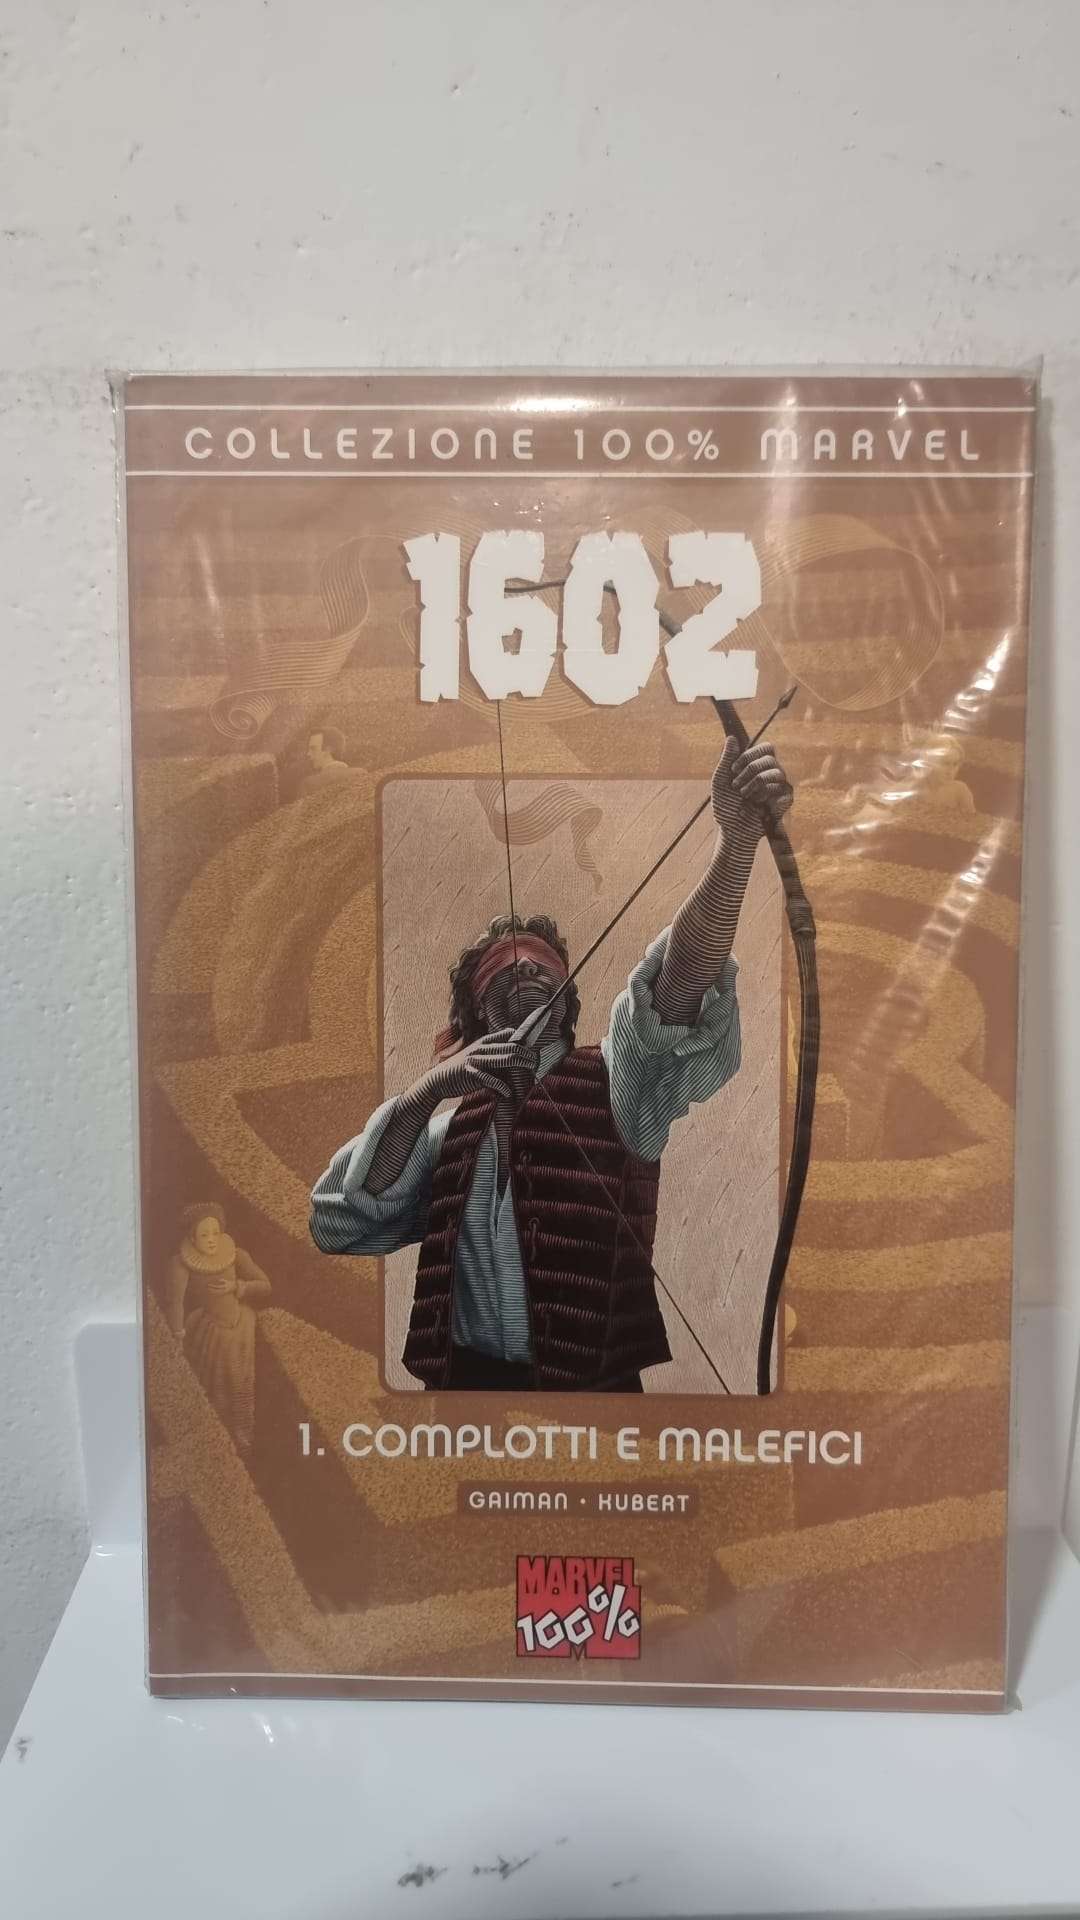 COLLEZIONE 100% MARVEL
1602
1. COMPLOTTI E MALEFICI
GAIMAN • KUBERT
MARVEL
100%